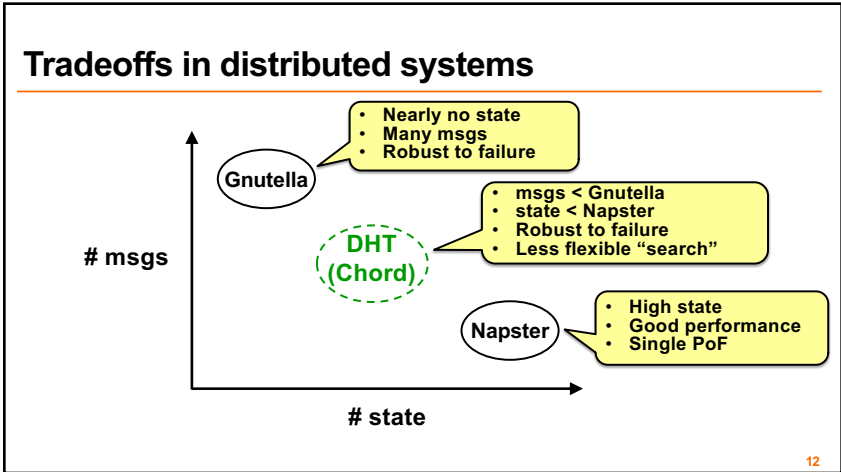 Tradeoffs in distributed systems
• Nearly no state
• Many msgs
• Robust to failure
Gnutella
• msgs < Gnutella
• state < Napster
• Robust to failure
• Less flexible “search”
DHT
(Chord)
# msgs
• High state
• Good performance
• Single PoF
Napster
# state
12